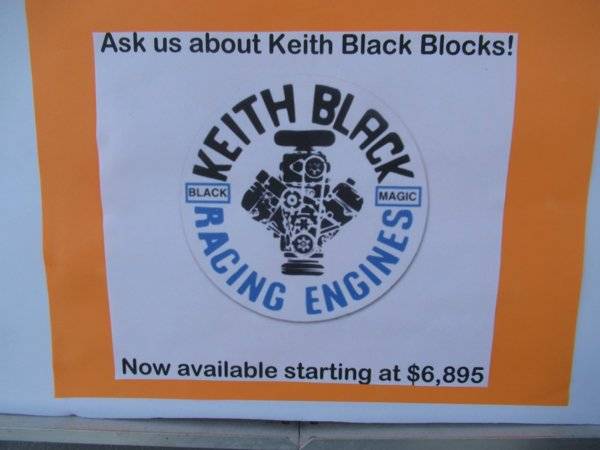 Ask us about Keith Black Blocks!
KEITH BLACK
BLACK
MAGIC
RACING ENGINES
Now available starting at $6,895